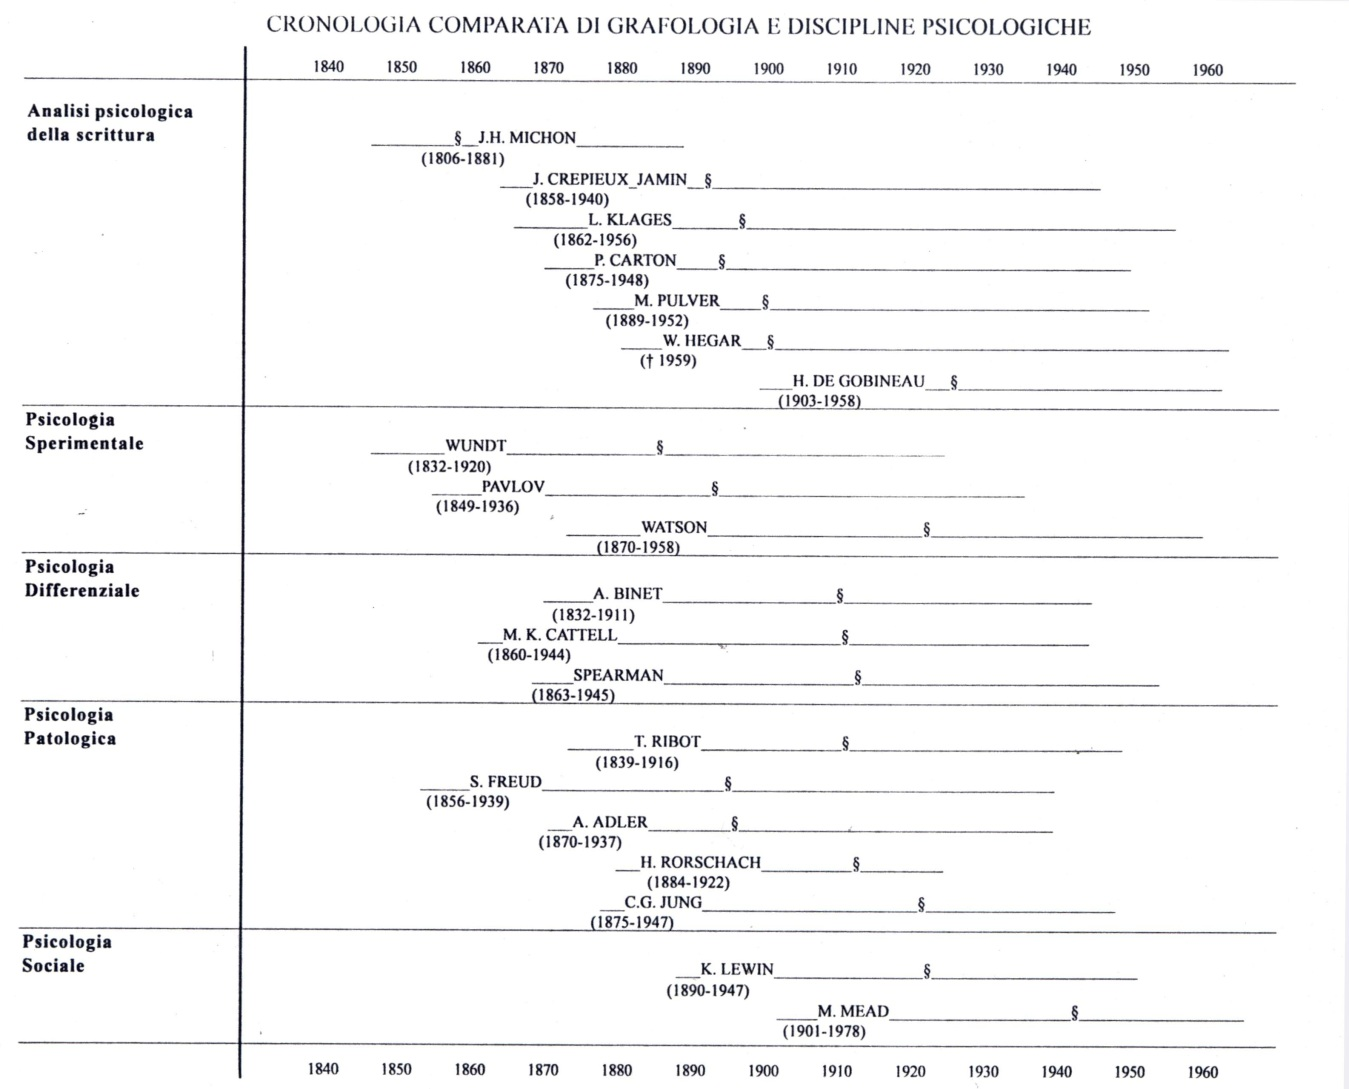 CRONOLOGIA COMPARATA DI GRAFOLOGIA E DISCIPLINE PSICOLOGICHE
1840 1850 1860 1870 1880 1890 1900 1910 1920 1930 1940 1950 1960
Analisi psicologica
della scrittura
§ J.H. MICHON
(1806-1881)
J. CREPIEUX_JAMIN §
(1858-1940)
L. KLAGES §
(1862-1956)
P. CARTON §
(1875-1948)
M. PULVER §
(1889-1952)
W. HEGAR §
(† 1959)
H. DE GOBINEAU §
(1903-1958)
Psicologia
Sperimentale
WUNDT §
(1832-1920)
PAVLOV §
(1849-1936)
WATSON §
(1870-1958)
Psicologia
Differenziale
A. BINET §
(1832-1911)
M. K. CATTELL §
(1860-1944)
SPEARMAN §
(1863-1945)
Psicologia
Patologica
T. RIBOT §
(1839-1916)
S. FREUD §
(1856-1939)
A. ADLER §
(1870-1937)
H. RORSCHACH §
(1884-1922)
C.G. JUNG §
(1875-1947)
Psicologia
Sociale
K. LEWIN §
(1890-1947)
M. MEAD §
(1901-1978)
1840 1850 1860 1870 1880 1890 1900 1910 1920 1930 1940 1950 1960